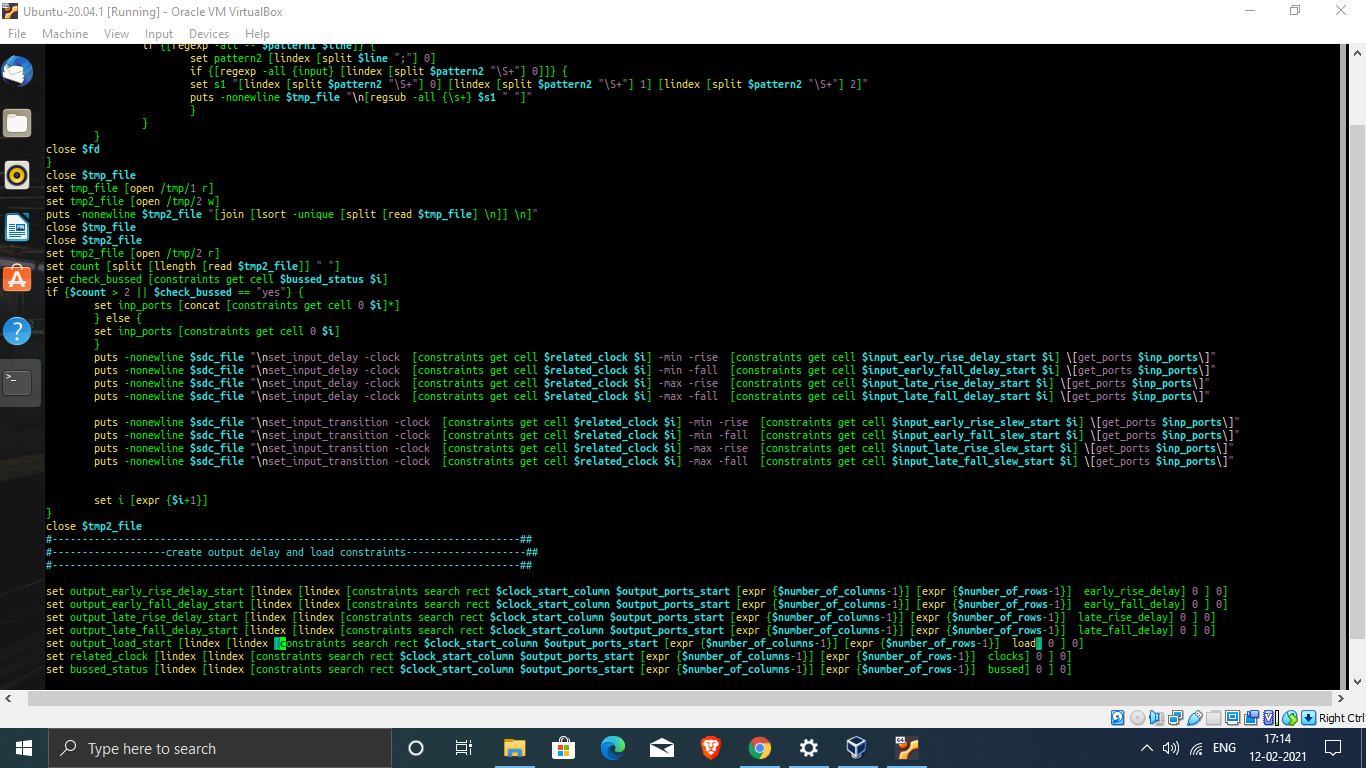 Ubuntu-20.04.1 [Running] - Oracle VM VirtualBox
File Machine View Input Devices Help
if {[regexp -all -- $pattern1 $line]} {
set pattern2 [lindex [split $line ";"] 0]
if {[regexp -all {input} [lindex [split $pattern2 "\S+"] 0]]} {
set s1 "[lindex [split $pattern2 "\S+"] 0] [lindex [split $pattern2 "\S+"] 1] [lindex [split $pattern2 "\S+"] 2]"
puts -nonewline $tmp_file "\n[regsub -all {\s+} $s1 " "]"
}
}
}
close $fd
}
close $tmp_file
set tmp_file [open /tmp/1 r]
set tmp2_file [open /tmp/2 w]
puts -nonewline $tmp2_file "[join [lsort -unique [split [read $tmp_file] \n]] \n]"
close $tmp_file
close $tmp2_file
set tmp2_file [open /tmp/2 r]
set count [split [llength [read $tmp2_file]] " "]
set check_bussed [constraints get cell $bussed_status $i]
if {$count > 2 || $check_bussed == "yes"} {
set inp_ports [concat [constraints get cell 0 $i]*]
} else {
set inp_ports [constraints get cell 0 $i]
}
puts -nonewline $sdc_file "\nset_input_delay -clock [constraints get cell $related_clock $i] -min -rise [constraints get cell $input_early_rise_delay_start $i] \[get_ports $inp_ports\]"
puts -nonewline $sdc_file "\nset_input_delay -clock [constraints get cell $related_clock $i] -min -fall [constraints get cell $input_early_fall_delay_start $i] \[get_ports $inp_ports\]"
puts -nonewline $sdc_file "\nset_input_delay -clock [constraints get cell $related_clock $i] -max -rise [constraints get cell $input_late_rise_delay_start $i] \[get_ports $inp_ports\]"
puts -nonewline $sdc_file "\nset_input_delay -clock [constraints get cell $related_clock $i] -max -fall [constraints get cell $input_late_fall_delay_start $i] \[get_ports $inp_ports\]"
puts -nonewline $sdc_file "\nset_input_transition -clock [constraints get cell $related_clock $i] -min -rise [constraints get cell $input_early_rise_slew_start $i] \[get_ports $inp_ports\]"
puts -nonewline $sdc_file "\nset_input_transition -clock [constraints get cell $related_clock $i] -min -fall [constraints get cell $input_early_fall_slew_start $i] \[get_ports $inp_ports\]"
puts -nonewline $sdc_file "\nset_input_transition -clock [constraints get cell $related_clock $i] -max -rise [constraints get cell $input_late_rise_slew_start $i] \[get_ports $inp_ports\]"
puts -nonewline $sdc_file "\nset_input_transition -clock [constraints get cell $related_clock $i] -max -fall [constraints get cell $input_late_fall_slew_start $i] \[get_ports $inp_ports\]"
set i [expr {$i+1}]
}
close $tmp2_file
#------------------------------------------------------------------------------##
#-------------------create output delay and load constraints--------------------##
#------------------------------------------------------------------------------##
set output_early_rise_delay_start [lindex [lindex [constraints search rect $clock_start_column $output_ports_start [expr {$number_of_columns-1}] [expr {$number_of_rows-1}] early_rise_delay] 0 ] 0]
set output_early_fall_delay_start [lindex [lindex [constraints search rect $clock_start_column $output_ports_start [expr {$number_of_columns-1}] [expr {$number_of_rows-1}] early_fall_delay] 0 ] 0]
set output_late_rise_delay_start [lindex [lindex [constraints search rect $clock_start_column $output_ports_start [expr {$number_of_columns-1}] [expr {$number_of_rows-1}] late_rise_delay] 0 ] 0]
set output_late_fall_delay_start [lindex [lindex [constraints search rect $clock_start_column $output_ports_start [expr {$number_of_columns-1}] [expr {$number_of_rows-1}] late_fall_delay] 0 ] 0]
set output_load_start [lindex [lindex [constraints search rect $clock_start_column $output_ports_start [expr {$number_of_columns-1}] [expr {$number_of_rows-1}] load] 0 ] 0]
set related_clock [lindex [lindex [constraints search rect $clock_start_column $output_ports_start [expr {$number_of_columns-1}] [expr {$number_of_rows-1}] clocks] 0 ] 0]
set bussed_status [lindex [lindex [constraints search rect $clock_start_column $output_ports_start [expr {$number_of_columns-1}] [expr {$number_of_rows-1}] bussed] 0 ] 0]
Right Ctrl
Type here to search
ENG
17:14
12-02-2021